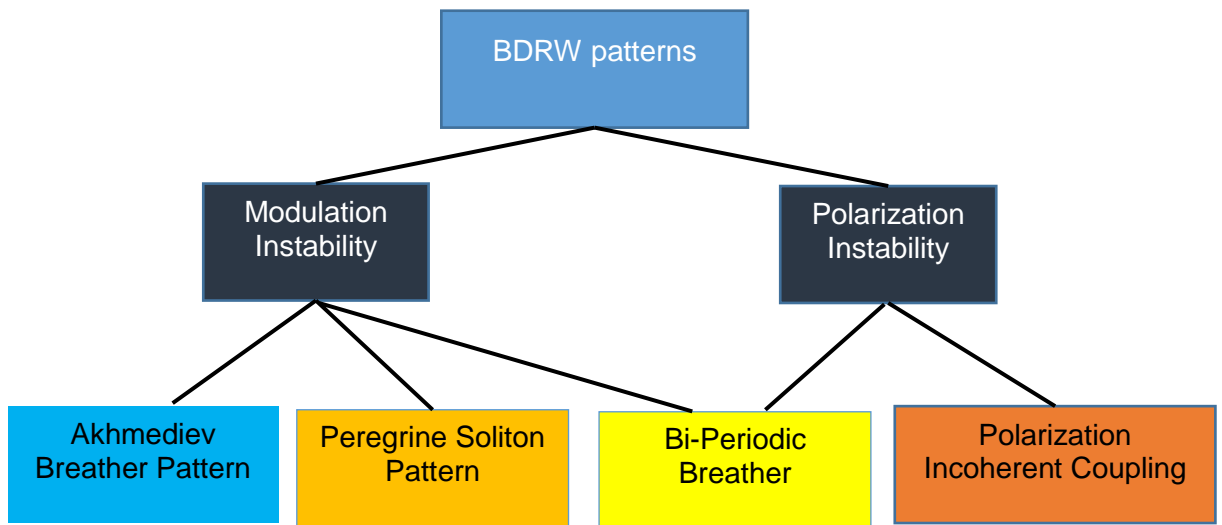 BDRW patterns
Modulation
Instability
Polarization
Instability
Akhmediev
Breather Pattern
Peregrine Soliton
Pattern
Bi-Periodic
Breather
Polarization
Incoherent Coupling